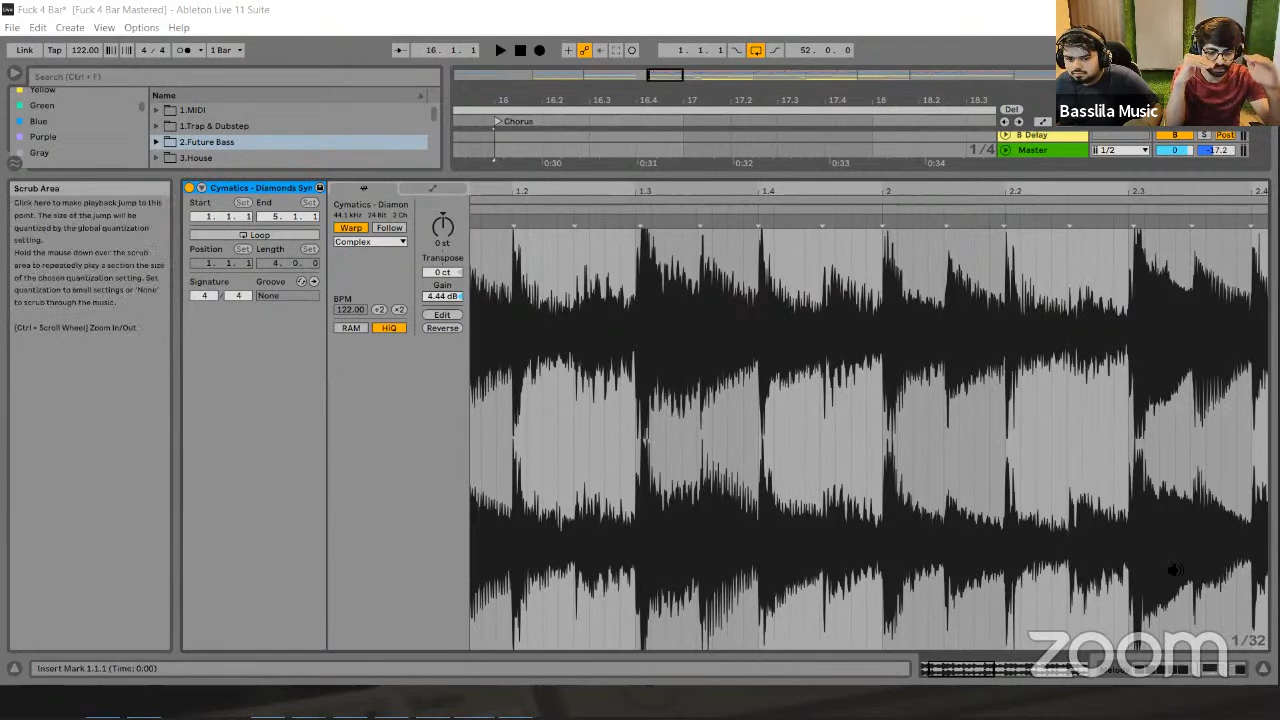 Live Fuck 4 Bar* [Fuck 4 Bar Mastered] - Ableton Live 11 Suite
File Edit Create View Options Help
Link Tap 122.00 4 / 4 1 Bar 16. 1. 1 1. 1. 1 52. 0. 0
Search (Ctrl + F)
Yellow
Green
Blue
Purple
Gray
Name
1.MIDI
1.Trap & Dubstep
2.Future Bass
3.House
16 16.2 16.3 16.4 17 17.2 17.3 17.4 18 18.2 18.3
Chorus
0:30 0:31 0:32 0:33 0:34
1/4
Del
B Delay B S Post
Master 1/2 0 -17.2
Basslila Music
Scrub Area
Click here to make playback jump to this
point. The size of the jump will be
quantized by the global quantization
setting.
Hold the mouse down over the scrub
area to repeatedly play a section the size
of the chosen quantization setting. Set
quantization to small settings or 'None'
to scrub through the music.
[Ctrl + Scroll Wheel] Zoom In/Out
Cymatics - Diamonds Syn
Start Set End Set
1. 1. 1 5. 1. 1
Loop
Position Set Length Set
1. 1. 1 4. 0. 0
Signature Groove
4 / 4 None
Cymatics - Diamon
44.1 kHz 24 Bit 2 Ch
Warp Follow
Complex
BPM
122.00 ÷2 ×2
RAM HiQ
0 st
Transpose
0 ct
Gain
4.44 dB
Edit
Reverse
1.2 1.3 1.4 2 2.2 2.3 2.4
1/32
zoom
Insert Mark 1.1.1 (Time: 0:00)